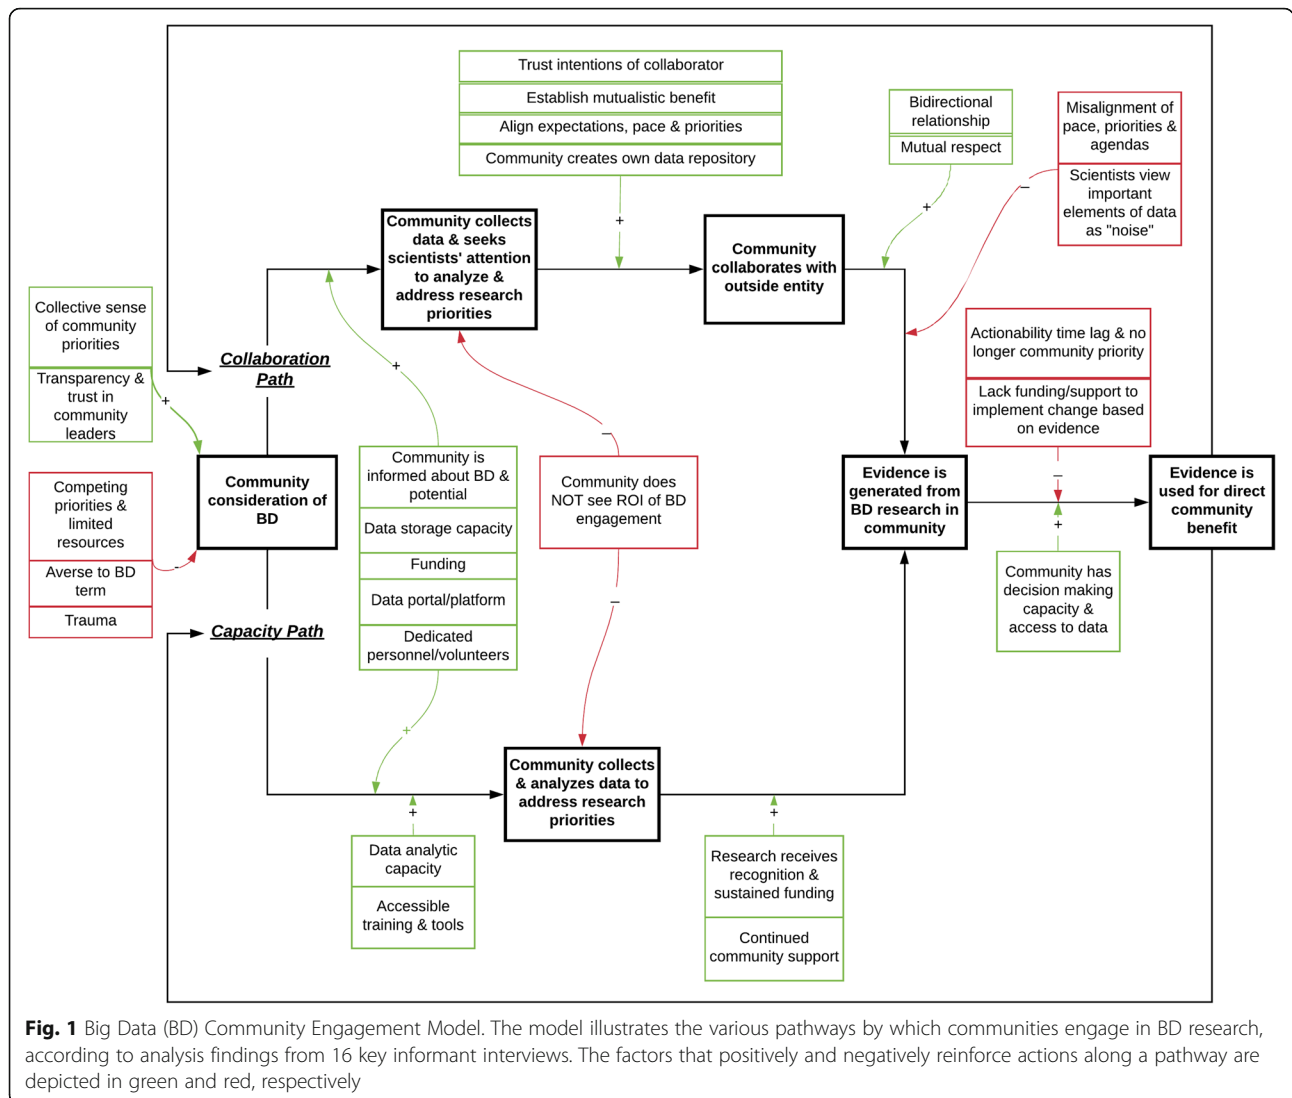 Trust intentions of collaborator
Establish mutualistic benefit
Align expectations, pace & priorities
Community creates own data repository
Bidirectional
relationship
Mutual respect
Misalignment of
pace, priorities &
agendas
Scientists view
important
elements of data
as "noise"
+
+
–
Community collects
data & seeks
scientists' attention
to analyze &
address research
priorities
Community
collaborates with
outside entity
Collective sense
of community
priorities
Transparency &
trust in
community
leaders
+
Collaboration
Path
+
–
Actionability time lag & no
longer community priority
Lack funding/support to
implement change based
on evidence
–
Competing
priorities &
limited
resources
Averse to BD
term
Trauma
-
Community
consideration of
BD
Community is
informed about BD &
potential
Data storage capacity
Funding
Data portal/platform
Dedicated
personnel/volunteers
Community does
NOT see ROI of BD
engagement
Evidence is
generated from
BD research in
community
Evidence is
used for direct
community
benefit
+
Community has
decision making
capacity &
access to data
Capacity Path
–
+
Community collects
& analyzes data to
address research
priorities
+
Data analytic
capacity
Accessible
training & tools
+
Research receives
recognition &
sustained funding
Continued
community support
Fig. 1 Big Data (BD) Community Engagement Model. The model illustrates the various pathways by which communities engage in BD research,
according to analysis findings from 16 key informant interviews. The factors that positively and negatively reinforce actions along a pathway are
depicted in green and red, respectively